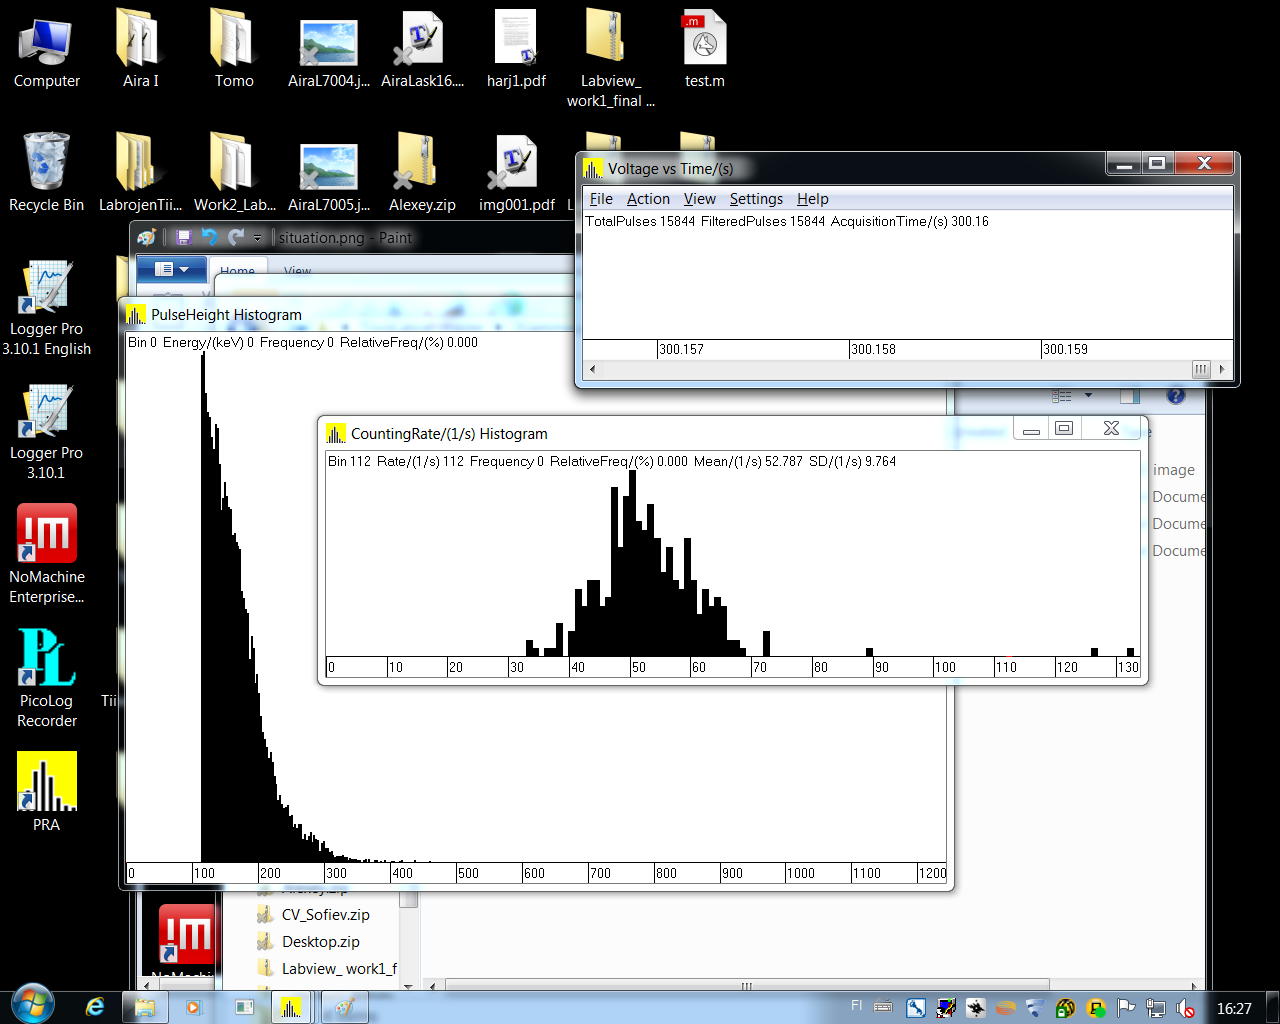 Computer
Aira I
Tomo
AiraL7004.j...
AiraLask16....
harj1.pdf
Labview_
work1_final ...
test.m
.m
Recycle Bin
LabrojenTii...
Work2_Lab...
AiraL7005.j...
Alexey.zip
img001.pdf
Voltage vs Time/(s)
File Action View Settings Help
TotalPulses 15844 FilteredPulses 15844 AcquisitionTime/(s) 300.16
300.157 300.158 300.159
situation.png - Paint
Home View
Logger Pro
3.10.1 English
PulseHeight Histogram
Bin 0 Energy/(keV) 0 Frequency 0 RelativeFreq/(%) 0.000
0 100 200 300 400 500 600 700 800 900 1000 1100 1200
CountingRate/(1/s) Histogram
Bin 112 Rate/(1/s) 112 Frequency 0 RelativeFreq/(%) 0.000 Mean/(1/s) 52.787 SD/(1/s) 9.764
0 10 20 30 40 50 60 70 80 90 100 110 120 130
image
Docume
Docume
Docume
Logger Pro
3.10.1
NoMachine
Enterprise...
PicoLog
Recorder
Tii
PRA
CV_Sofiev.zip
Desktop.zip
Labview_ work1_f
FI
16:27